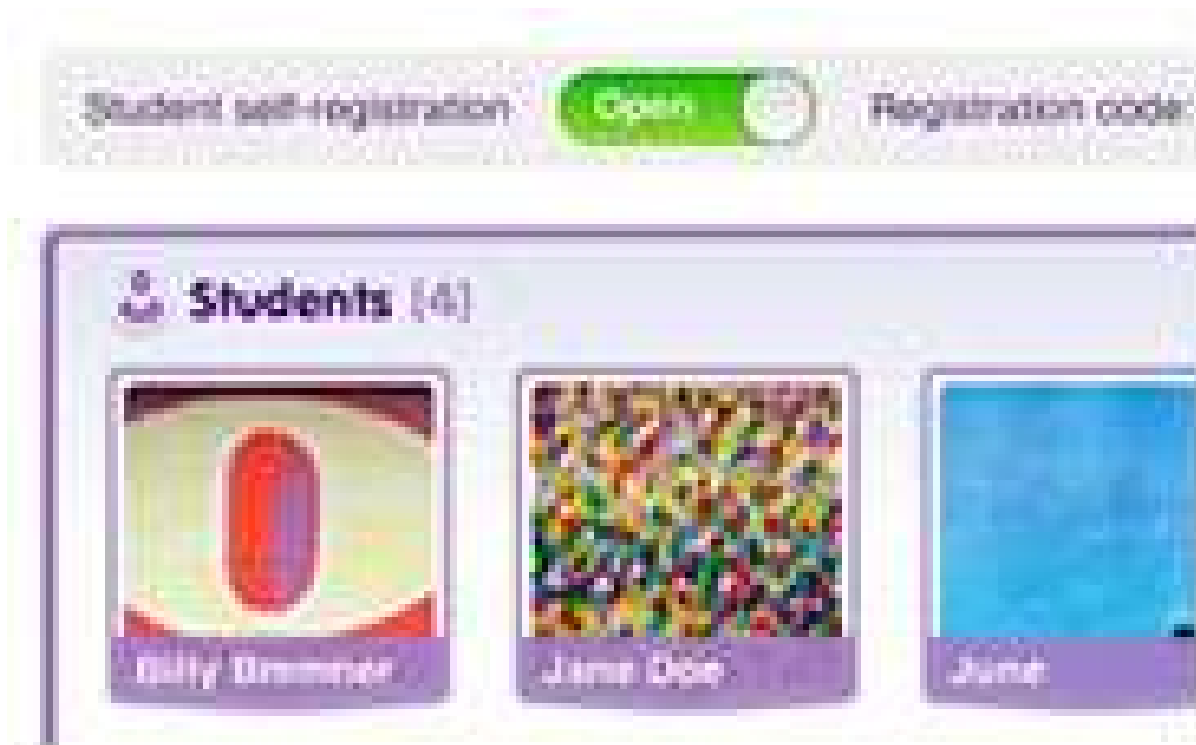 Student self-registration Open Registration code
Students (4)
Billy Bremner Jane Doe June